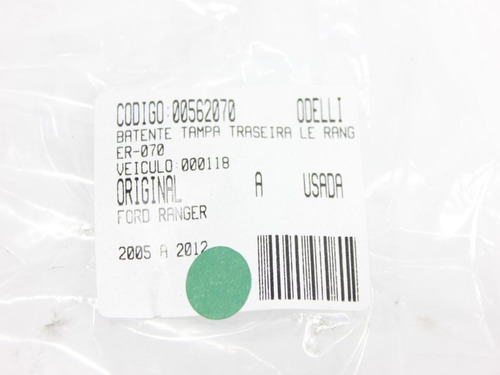 CODIGO:00562070 ODELLI
BATENTE TAMPA TRASEIRA LE RANG
ER-070
VEICULO:000118
ORIGINAL A USADA
FORD RANGER
2005 A 2012